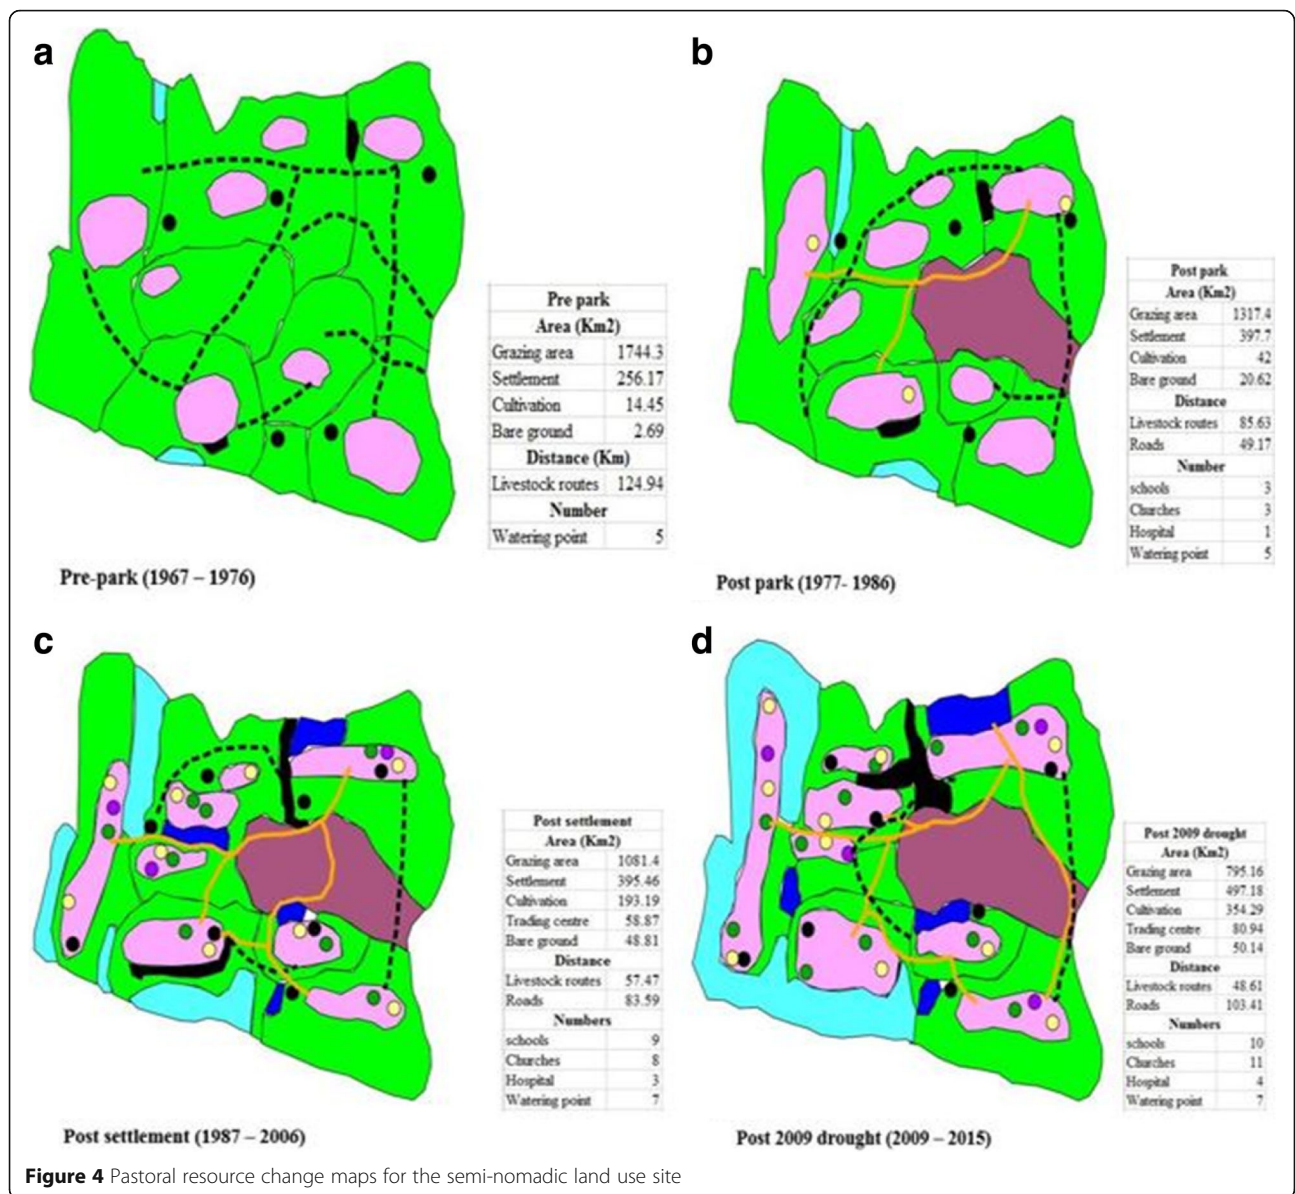 a
Pre park
Area (Km2)
Grazing area 1744.3
Settlement 256.17
Cultivation 14.45
Bare ground 2.69
Distance (Km)
Livestock routes 124.94
Number
Watering point 5
Pre-park (1967 – 1976)
b
Post park
Area (Km2)
Grazing area 1317.4
Settlement 397.7
Cultivation 42
Bare ground 20.62
Distance
Livestock routes 85.63
Roads 49.17
Number
schools 3
Churches 3
Hospital 1
Watering point 5
Post park (1977- 1986)
c
Post settlement
Area (Km2)
Grazing area 1081.4
Settlement 395.46
Cultivation 193.19
Trading centre 58.87
Bare ground 48.81
Distance
Livestock routes 57.47
Roads 83.59
Numbers
schools 9
Churches 8
Hospital 3
Watering point 7
Post settlement (1987 – 2006)
d
Post 2009 drought
Area (Km2)
Grazing area 795.16
Settlement 497.18
Cultivation 354.29
Trading centre 80.94
Bare ground 50.14
Distance
Livestock routes 48.61
Roads 103.41
Numbers
schools 10
Churches 11
Hospital 4
Watering point 7
Post 2009 drought (2009 – 2015)
Figure 4 Pastoral resource change maps for the semi-nomadic land use site